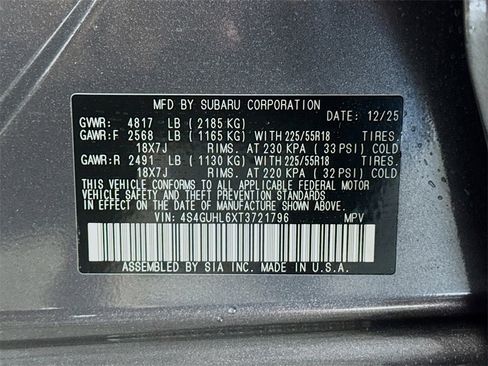 MFD BY SUBARU CORPORATION
DATE: 12/25
GVWR: 4817 LB (2185 KG)
GAWR:F 2568 LB (1165 KG) WITH 225/55R18 TIRES.
18X7J RIMS. AT 230 KPA (33 PSI) COLD.
GAWR:R 2491 LB (1130 KG) WITH 225/55R18 TIRES.
18X7J RIMS. AT 220 KPA (32 PSI) COLD.
THIS VEHICLE CONFORMS TO ALL APPLICABLE FEDERAL MOTOR
VEHICLE SAFETY AND THEFT PREVENTION STANDARDS
IN EFFECT ON THE DATE OF MANUFACTURE SHOWN ABOVE.
VIN: 4S4GUHL6XT3721796 MPV
ASSEMBLED BY SIA INC. MADE IN U.S.A.